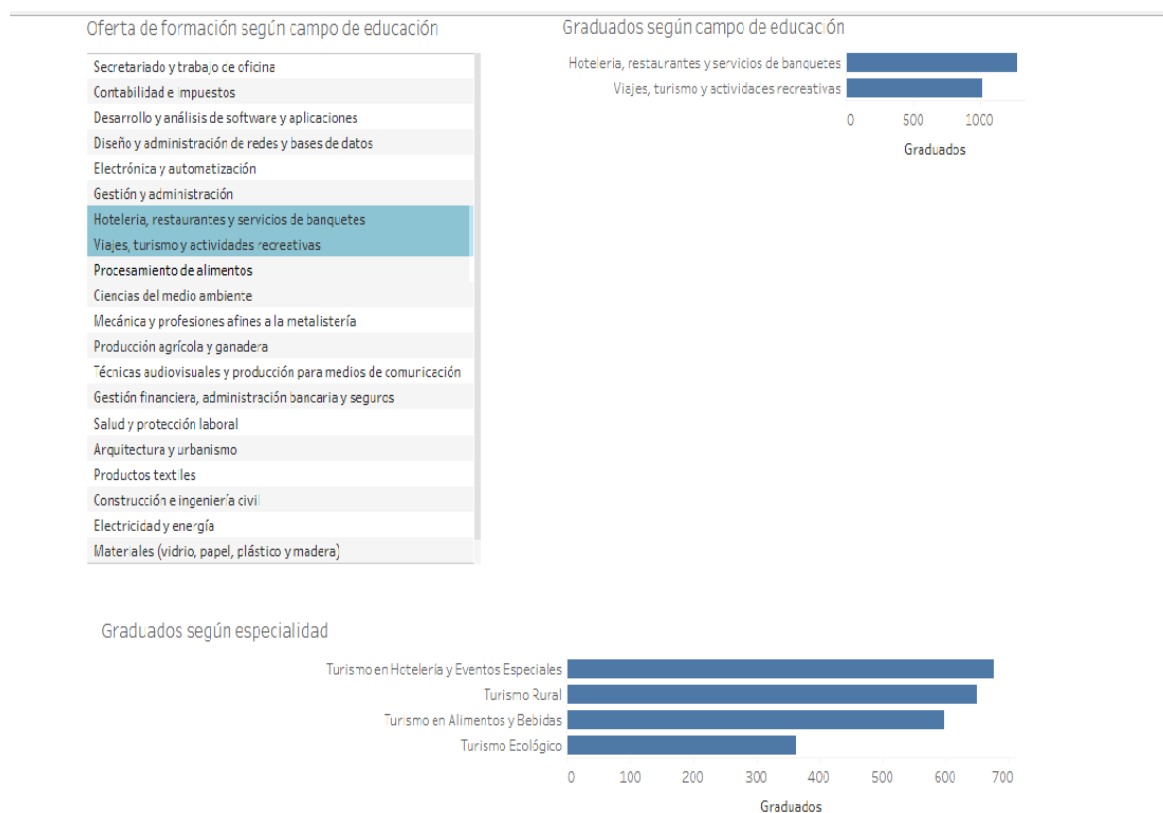 Oferta de formación según campo de educación
Secretariado y trabajo de oficina
Contabilidad e impuestos
Desarrollo y análisis de software y aplicaciones
Diseño y administración de redes y bases de datos
Electrónica y automatización
Gestión y administración
Hoteleria, restaurantes y servicios de banquetes
Viajes, turismo y actividades recreativas
Procesamiento de alimentos
Ciencias del medio ambiente
Mecánica y profesiones afines a la metalistería
Producción agrícola y ganadera
Técnicas audiovisuales y producción para medios de comunicación
Gestión financiera, administración bancaria y seguros
Salud y protección laboral
Arquitectura y urbanismo
Productos textiles
Construcción e ingeniería civil
Electricidad y energía
Materiales (vidrio, papel, plástico y madera)
Graduados según campo de educación
Hoteleria, restaurantes y servicios de banquetes
Viajes, turismo y actividades recreativas
0 500 1000
Graduados
Graduados según especialidad
Turismo en Hotelería y Eventos Especiales
Turismo Rural
Turismo en Alimentos y Bebidas
Turismo Ecológico
0 100 200 300 400 500 600 700
Graduados